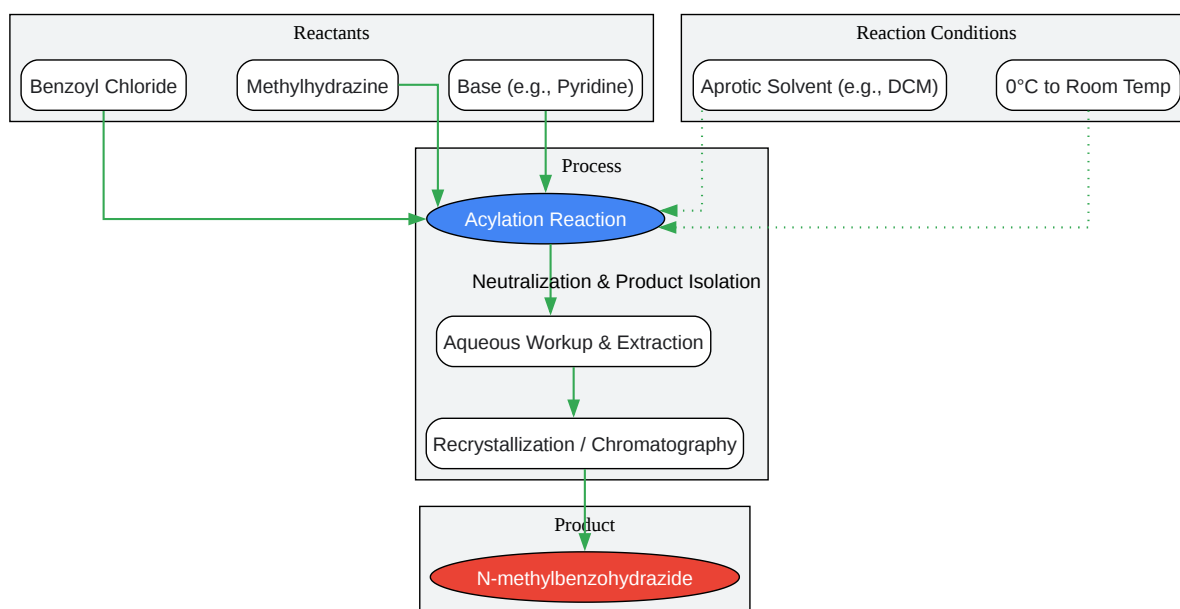 Reactants
Benzoyl Chloride
Methylhydrazine
Base (e.g., Pyridine)
Reaction Conditions
Aprotic Solvent (e.g., DCM)
0°C to Room Temp
Process
Acylation Reaction
Neutralization & Product Isolation
Aqueous Workup & Extraction
Recrystallization / Chromatography
Product
N-methylbenzohydrazide